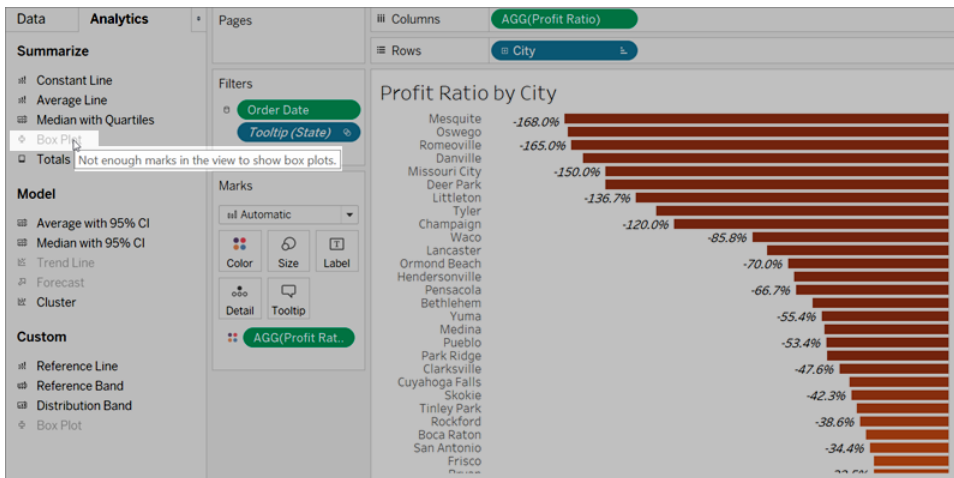 Data
Analytics
Summarize
Constant Line
Average Line
Median with Quartiles
Box Plot
Totals
Not enough marks in the view to show box plots.
Model
Average with 95% CI
Median with 95% CI
Trend Line
Forecast
Cluster
Custom
Reference Line
Reference Band
Distribution Band
Box Plot
Pages
Filters
Order Date
Tooltip (State)
Marks
Automatic
Color
Size
Label
Detail
Tooltip
AGG(Profit Rat..
Columns
AGG(Profit Ratio)
Rows
City
Profit Ratio by City
Mesquite -168.0%
Oswego
Romeoville -165.0%
Danville
Missouri City -150.0%
Deer Park
Littleton -136.7%
Tyler
Champaign -120.0%
Waco -85.8%
Lancaster
Ormond Beach -70.0%
Hendersonville
Pensacola -66.7%
Bethlehem
Yuma -55.4%
Medina
Pueblo -53.4%
Park Ridge
Clarksville -47.6%
Cuyahoga Falls
Skokie -42.3%
Tinley Park
Rockford -38.6%
Boca Raton
San Antonio -34.4%
Frisco